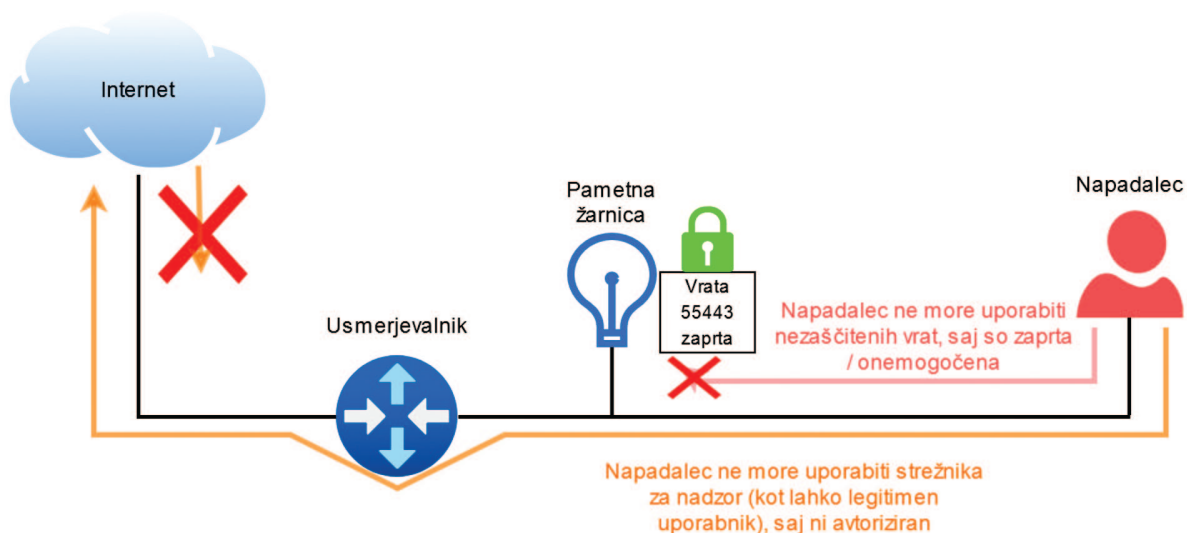 Internet
Napadalec
Pametna
žarnica
Vrata
55443
zaprta
Usmerjevalnik
Napadalec ne more uporabiti
nezaščitenih vrat, saj so zaprta
/ onemogočena
Napadalec ne more uporabiti strežnika
za nadzor (kot lahko legitimen
uporabnik), saj ni avtoriziran